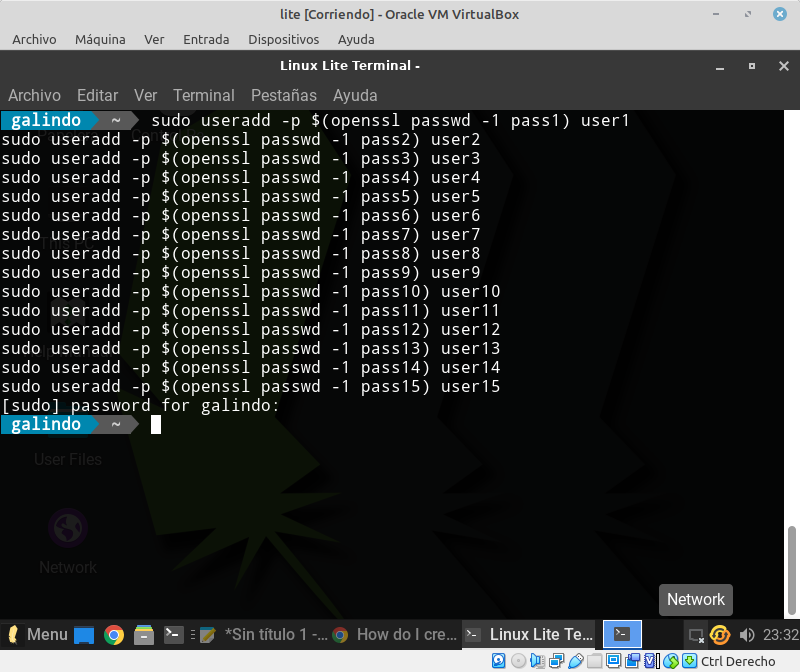 lite [Corriendo] - Oracle VM VirtualBox
Archivo Máquina Ver Entrada Dispositivos Ayuda
Linux Lite Terminal -
Archivo Editar Ver Terminal Pestañas Ayuda
galindo ~ sudo useradd -p $(openssl passwd -1 pass1) user1
sudo useradd -p $(openssl passwd -1 pass2) user2
sudo useradd -p $(openssl passwd -1 pass3) user3
sudo useradd -p $(openssl passwd -1 pass4) user4
sudo useradd -p $(openssl passwd -1 pass5) user5
sudo useradd -p $(openssl passwd -1 pass6) user6
sudo useradd -p $(openssl passwd -1 pass7) user7
sudo useradd -p $(openssl passwd -1 pass8) user8
sudo useradd -p $(openssl passwd -1 pass9) user9
sudo useradd -p $(openssl passwd -1 pass10) user10
sudo useradd -p $(openssl passwd -1 pass11) user11
sudo useradd -p $(openssl passwd -1 pass12) user12
sudo useradd -p $(openssl passwd -1 pass13) user13
sudo useradd -p $(openssl passwd -1 pass14) user14
sudo useradd -p $(openssl passwd -1 pass15) user15
[sudo] password for galindo:
galindo ~
User Files
Network
Network
Menu *Sin título 1 -... How do I cre... Linux Lite Te... 23:32
Ctrl Derecho